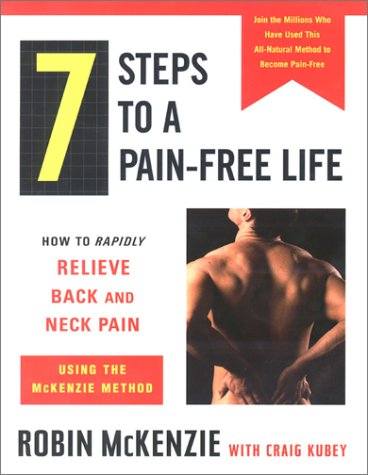 Join the Millions Who
Have Used This
All-Natural Method to
Become Pain-Free
7
STEPS
TO A
PAIN-FREE LIFE
HOW TO RAPIDLY
RELIEVE
BACK AND
NECK PAIN
USING THE
McKENZIE METHOD
ROBIN McKENZIE WITH CRAIG KUBEY